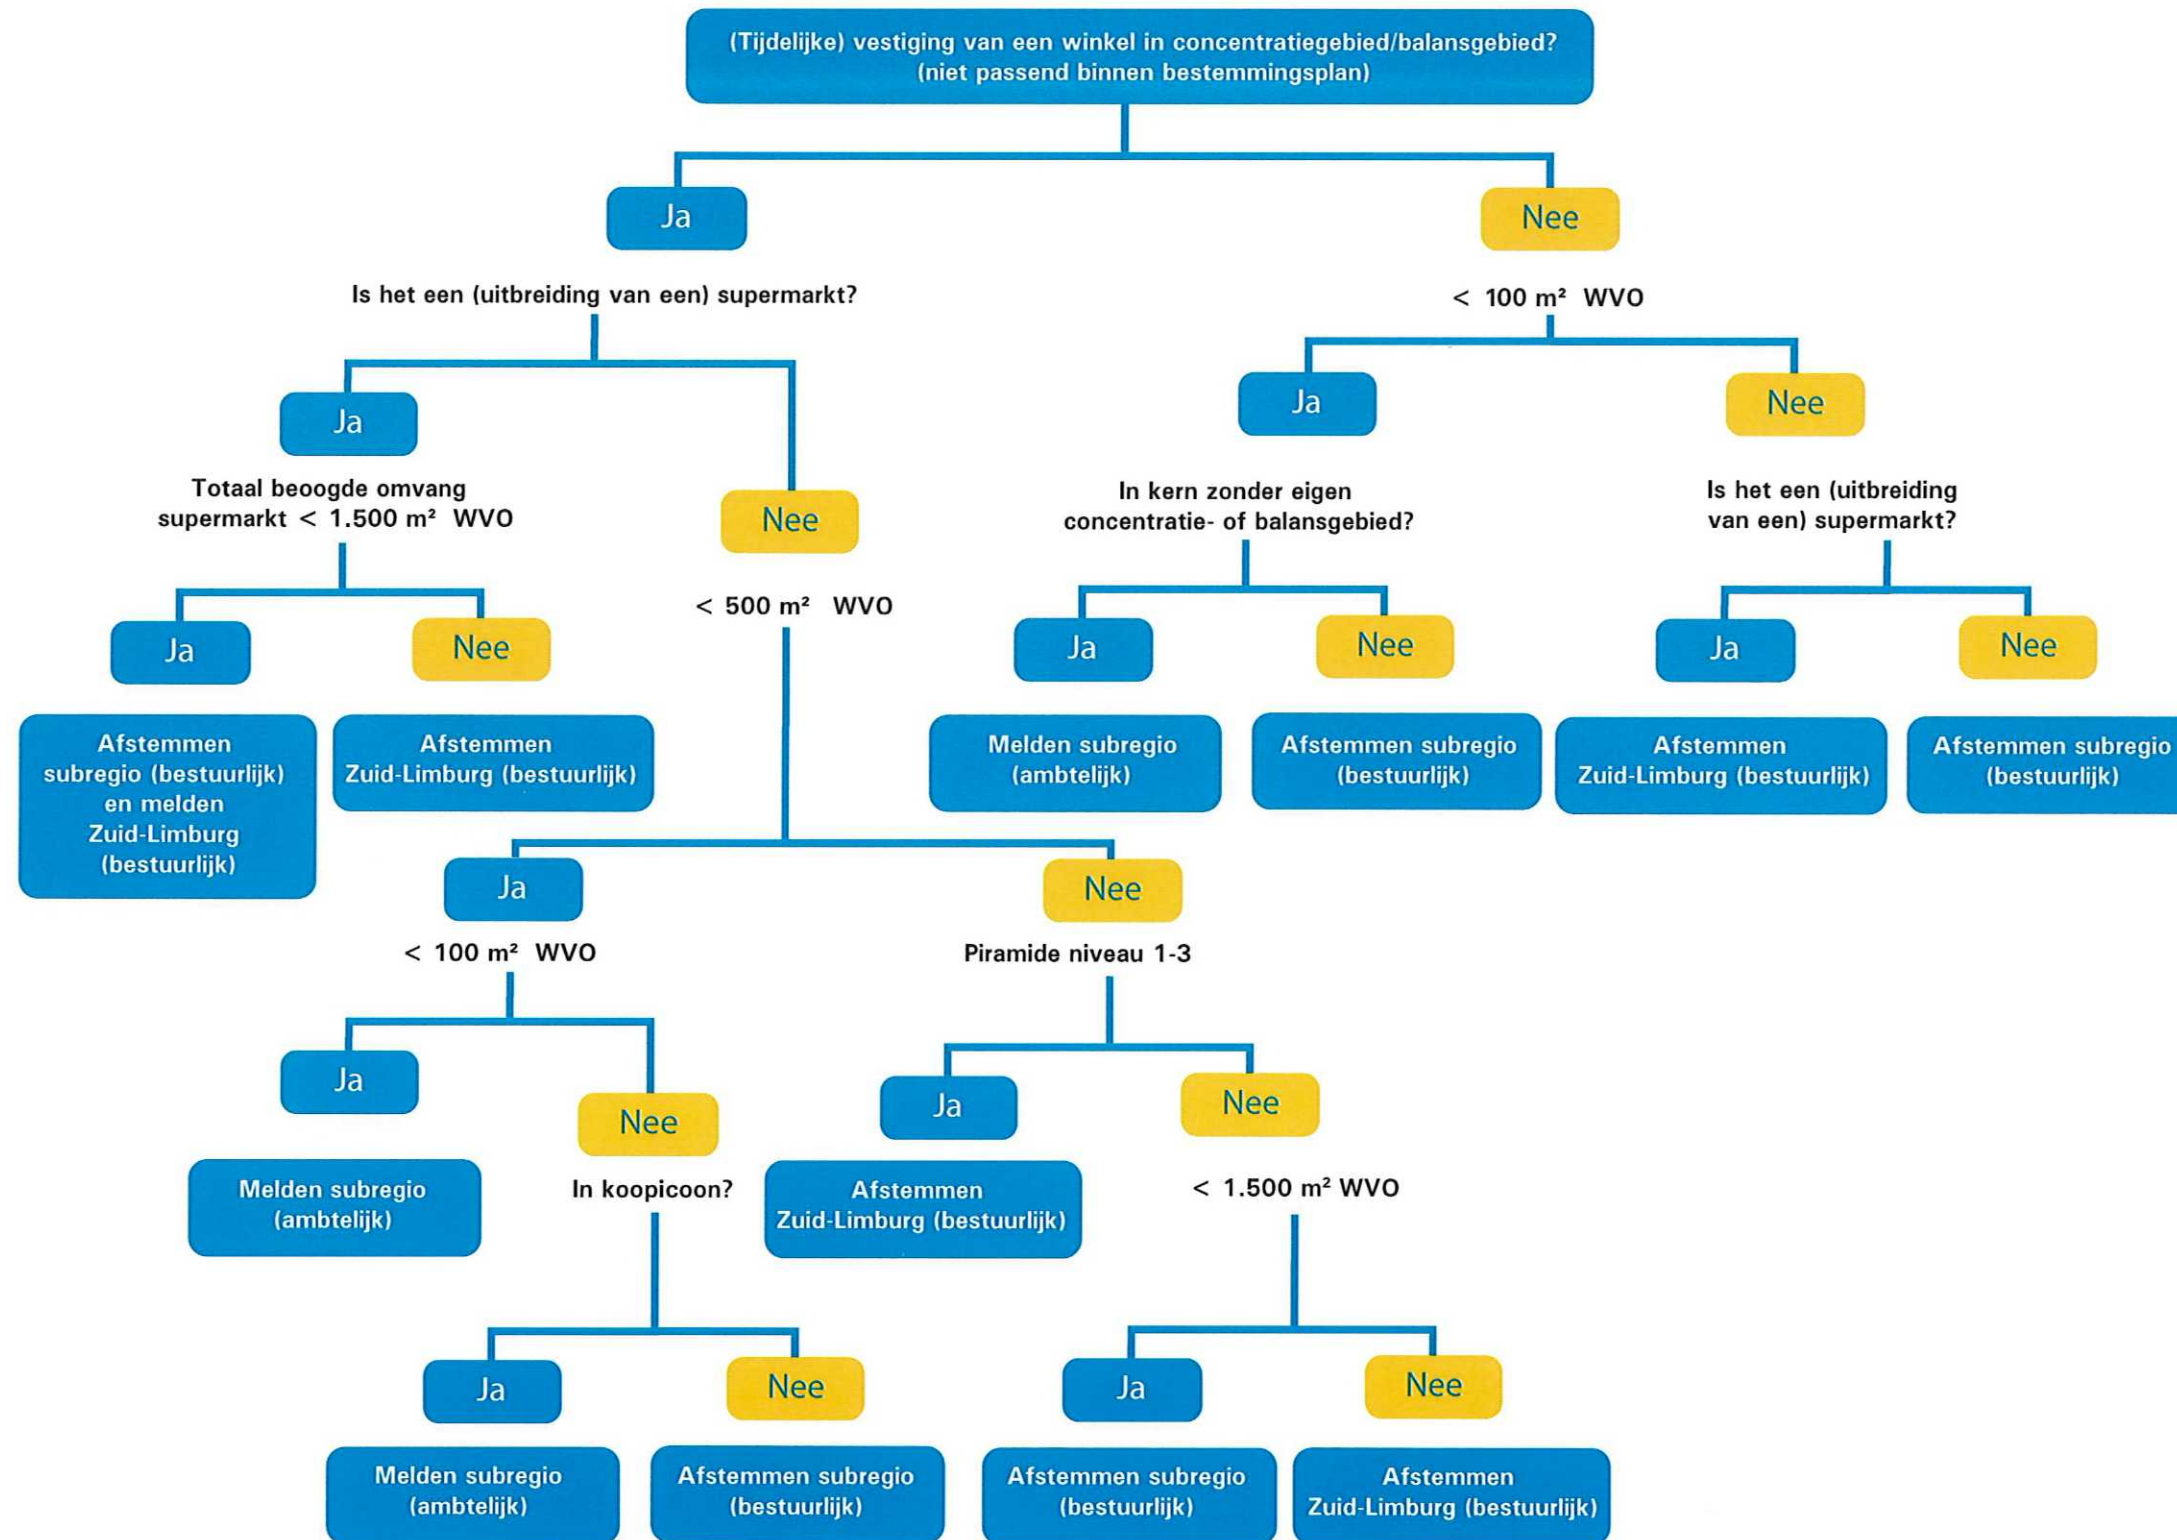 (Tijdelijke) vestiging van een winkel in concentratiegebied/balansgebied?
(niet passend binnen bestemmingsplan)
Ja
Nee
Is het een (uitbreiding van een) supermarkt?
< 100 m² WVO
Ja
Nee
Ja
Nee
Totaal beoogde omvang
supermarkt < 1.500 m² WVO
In kern zonder eigen
concentratie- of balansgebied?
Is het een (uitbreiding
van een) supermarkt?
< 500 m² WVO
Ja
Nee
Ja
Nee
Ja
Nee
Afstemmen
subregio (bestuurlijk)
en melden
Zuid-Limburg
(bestuurlijk)
Afstemmen
Zuid-Limburg (bestuurlijk)
Melden subregio
(ambtelijk)
Afstemmen subregio
(bestuurlijk)
Afstemmen
Zuid-Limburg (bestuurlijk)
Afstemmen subregio
(bestuurlijk)
Ja
Nee
< 100 m² WVO
Piramide niveau 1-3
Ja
Nee
Ja
Nee
Melden subregio
(ambtelijk)
In koopicoon?
Afstemmen
Zuid-Limburg (bestuurlijk)
< 1.500 m² WVO
Ja
Nee
Ja
Nee
Melden subregio
(ambtelijk)
Afstemmen subregio
(bestuurlijk)
Afstemmen subregio
(bestuurlijk)
Afstemmen
Zuid-Limburg (bestuurlijk)